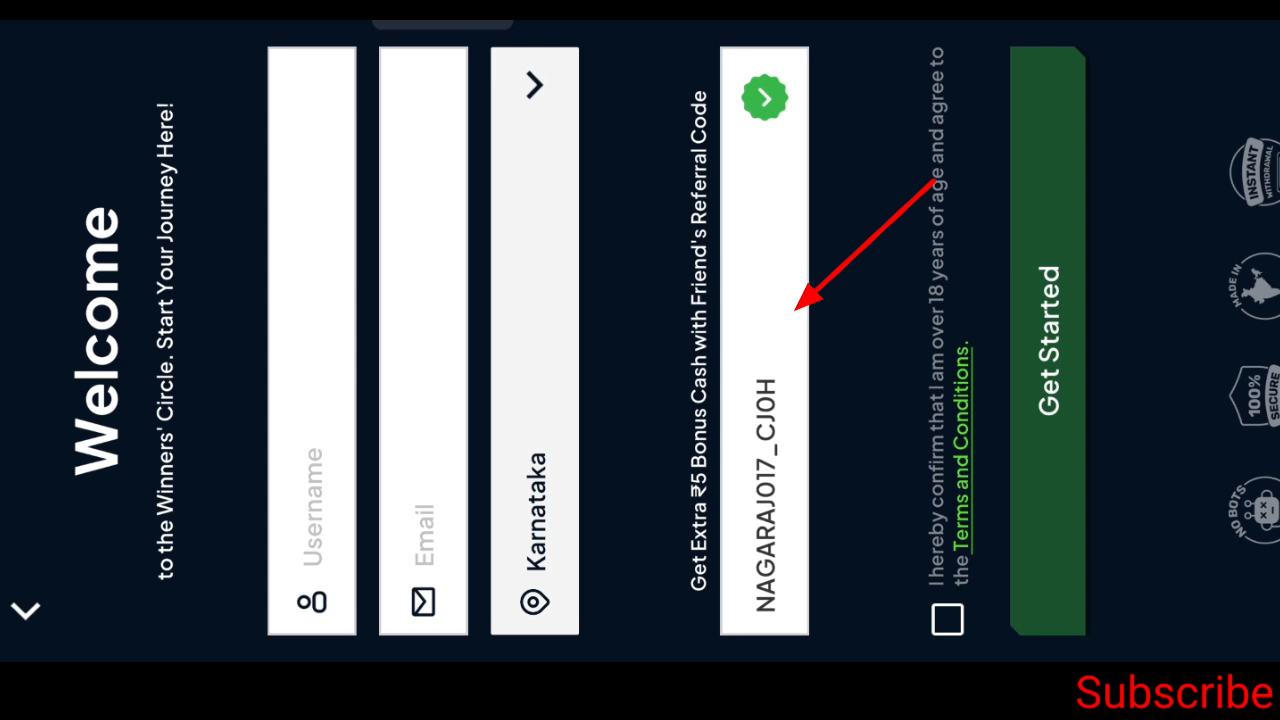 Welcome
to the Winners' Circle. Start Your Journey Here!
Username
Email
Karnataka
Get Extra ₹5 Bonus Cash with Friend's Referral Code
NAGARAJ017_CJ0H
I hereby confirm that I am over 18 years of age and agree to
the Terms and Conditions.
Get Started
NO BOTS
100%
SECURE
MADE IN
INSTANT
WITHDRAWAL
Subscribe